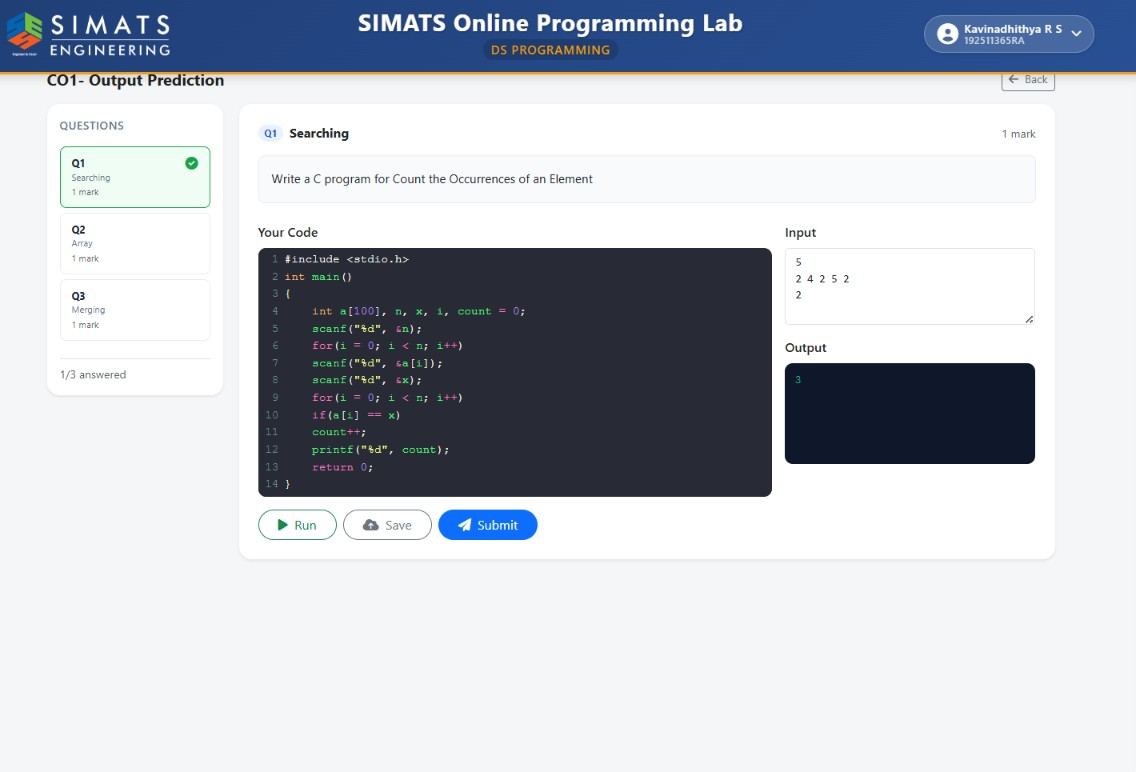 SIMATS
ENGINEERING
SIMATS Online Programming Lab
DS PROGRAMMING
Kavinadhithya R S
192511365RA
CO1- Output Prediction
Back
QUESTIONS
Q1
Searching
1 mark
Q2
Array
1 mark
Q3
Merging
1 mark
1/3 answered
Q1 Searching
1 mark
Write a C program for Count the Occurrences of an Element
Your Code
1 #include <stdio.h>
2 int main()
3 {
4     int a[100], n, x, i, count = 0;
5     scanf("%d", &n);
6     for(i = 0; i < n; i++)
7     scanf("%d", &a[i]);
8     scanf("%d", &x);
9     for(i = 0; i < n; i++)
10     if(a[i] == x)
11     count++;
12     printf("%d", count);
13     return 0;
14 }
Input
5
2 4 2 5 2
2
Output
3
Run
Save
Submit